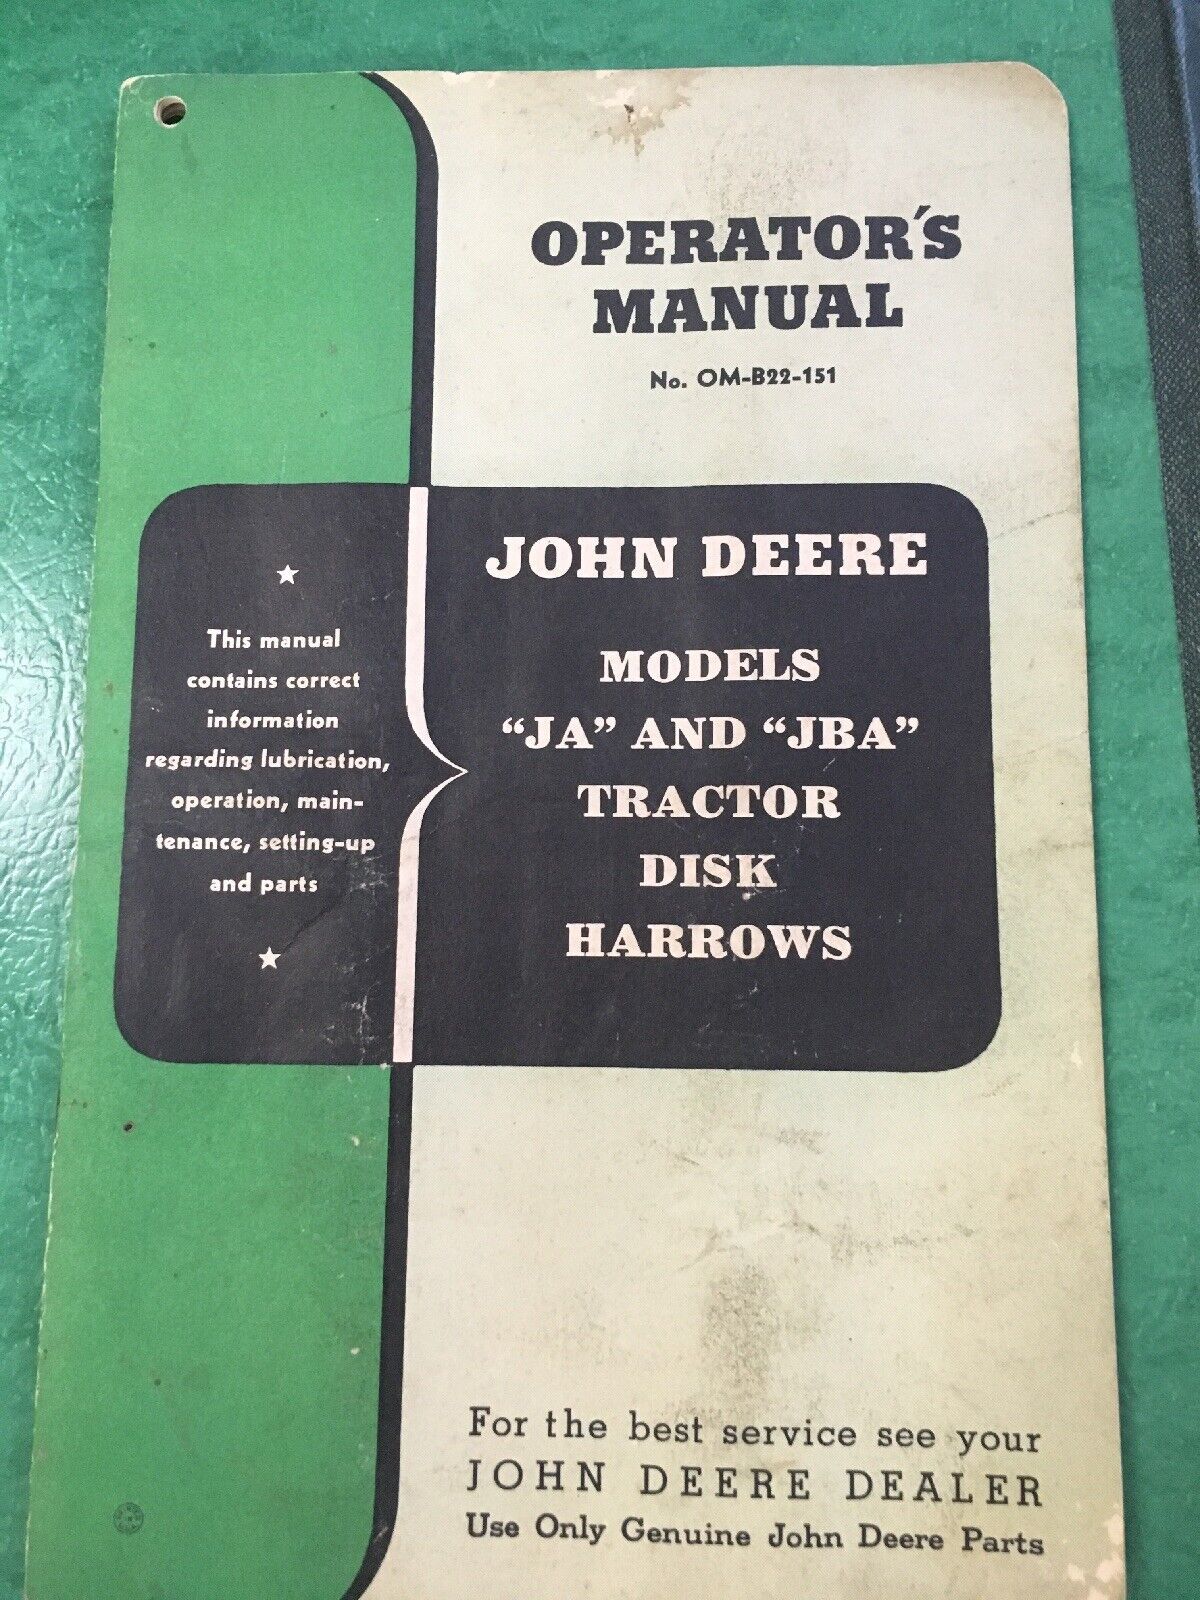 OPERATOR'S
MANUAL
No. OM-B22-151
This manual
contains correct
information
regarding lubrication,
operation, main-
tenance, setting-up
and parts
JOHN DEERE
MODELS
“JA” AND “JBA”
TRACTOR
DISK
HARROWS
For the best service see your
JOHN DEERE DEALER
Use Only Genuine John Deere Parts